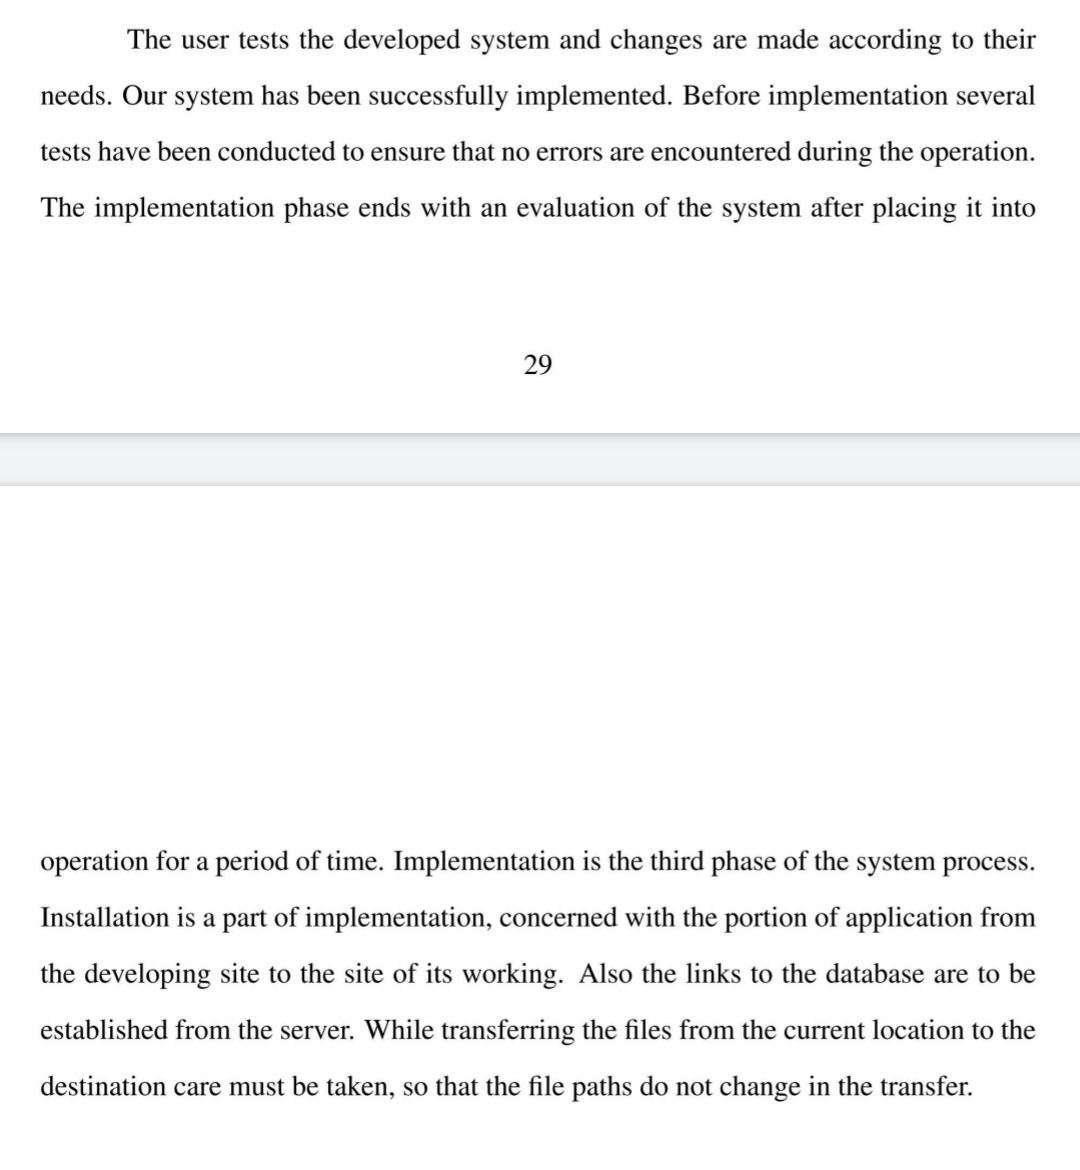 The user tests the developed system and changes are made according to their
needs. Our system has been successfully implemented. Before implementation several
tests have been conducted to ensure that no errors are encountered during the operation.
The implementation phase ends with an evaluation of the system after placing it into
29
operation for a period of time. Implementation is the third phase of the system process.
Installation is a part of implementation, concerned with the portion of application from
the developing site to the site of its working. Also the links to the database are to be
established from the server. While transferring the files from the current location to the
destination care must be taken, so that the file paths do not change in the transfer.